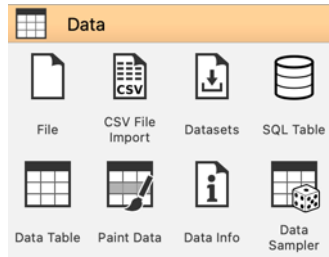 Data
CSV
File
CSV File
Import
Datasets
SQL Table
i
Data Table
Paint Data
Data Info
Data
Sampler